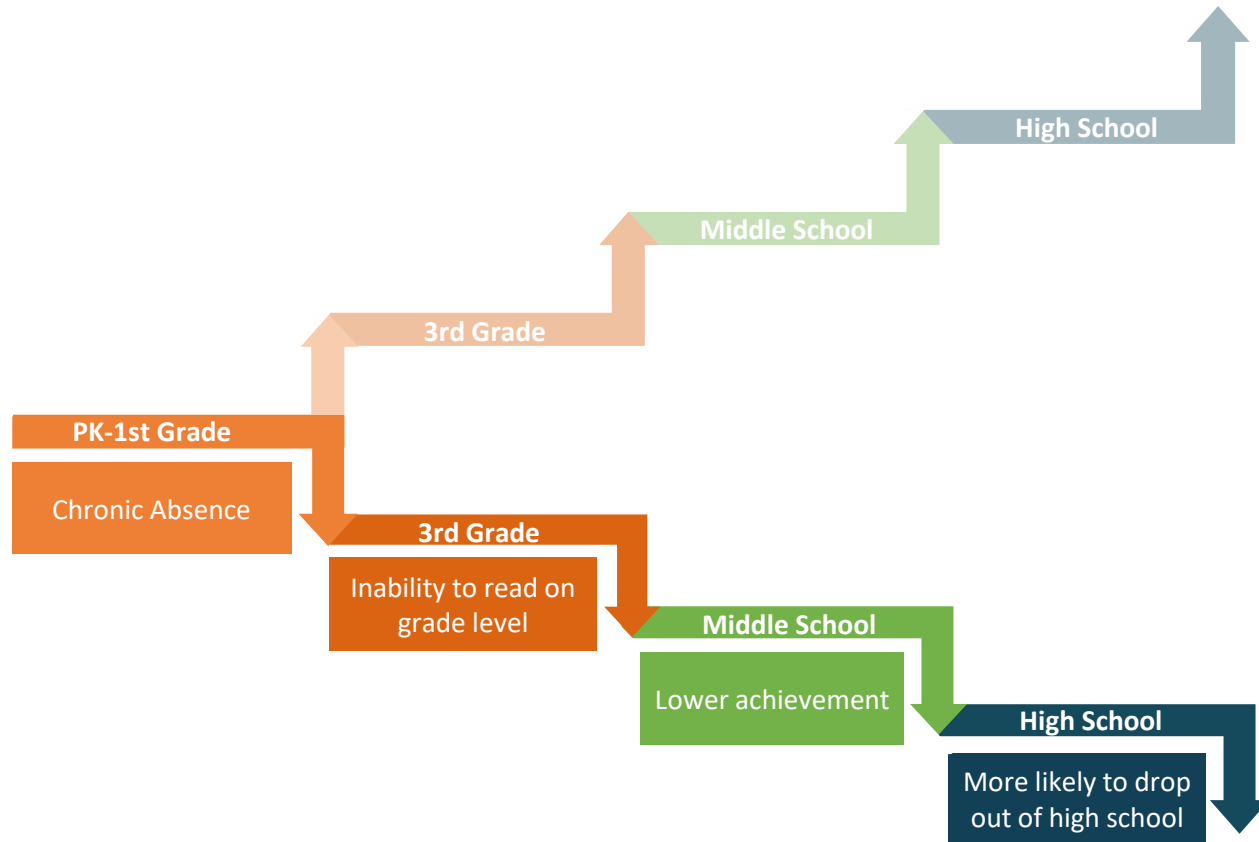 High School
Middle School
3rd Grade
PK-1st Grade
Chronic Absence
3rd Grade
Inability to read on
grade level
Middle School
Lower achievement
High School
More likely to drop
out of high school